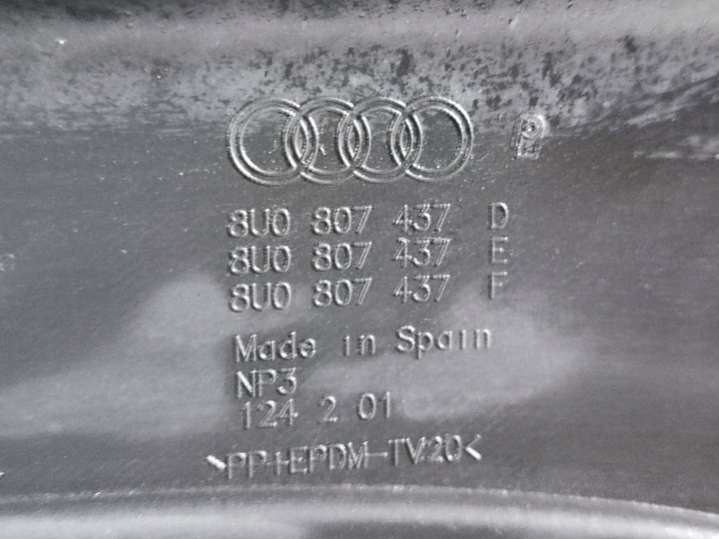 8U0 807 437 D
8U0 807 437 E
8U0 807 437 F
Made in Spain
NP3
124 2 01
>PP+EPDM-TV20<